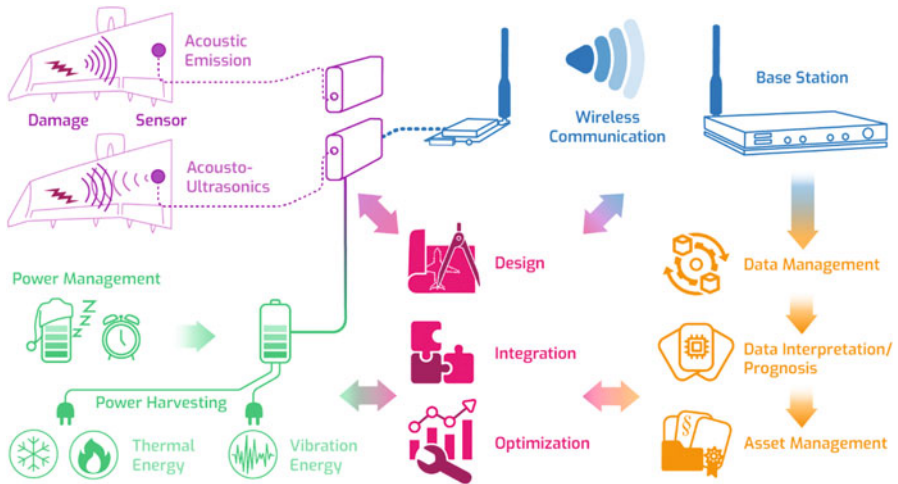 Acoustic
Emission
Damage
Sensor
Acousto-
Ultrasonics
Wireless
Communication
Base Station
Power Management
Z Z Z Z
Power Harvesting
Thermal
Energy
Vibration
Energy
Design
Integration
Optimization
Data Management
Data Interpretation/
Prognosis
§
Asset Management